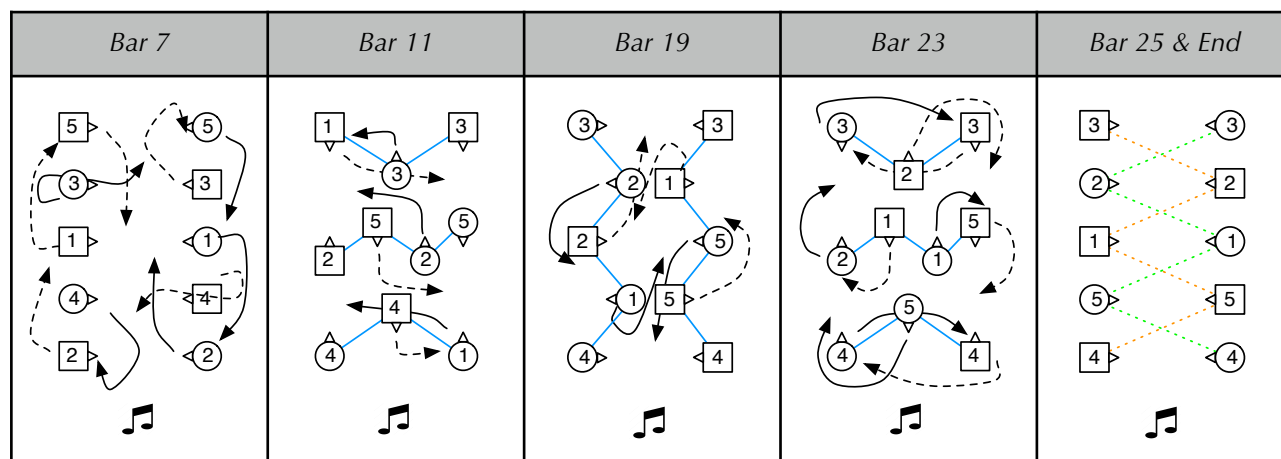 Bar 7 Bar 11 Bar 19 Bar 23 Bar 25 & End
5 5 1 3 3 3 3 3 3 3
3 3 3 2 1 2 2 2
1 1 2 5 2 5 2 5 2 1 1 5 1 1
4 4 4 1 5 5 5 5
2 2 4 1 4 4 4 4 4 4